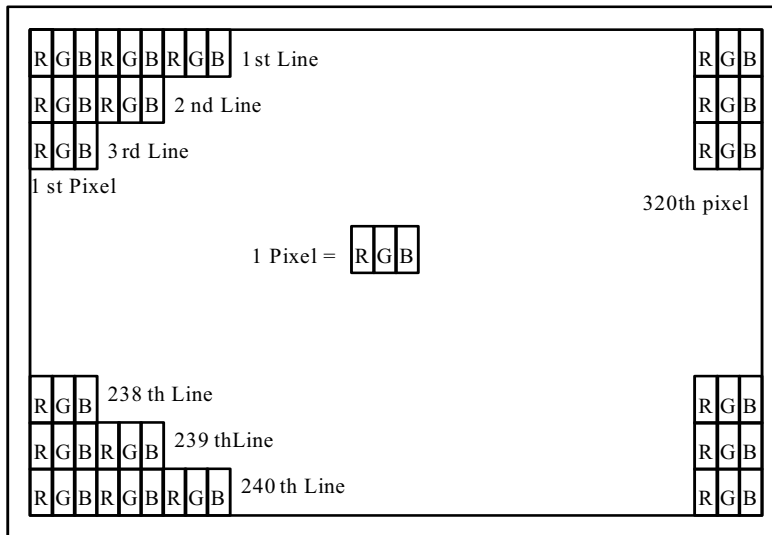 R G B R G B R G B 1 st Line R G B
R G B R G B 2 nd Line R G B
R G B 3 rd Line R G B
1 st Pixel
320th pixel
1 Pixel = R G B
R G B 238 th Line R G B
R G B R G B 239 thLine R G B
R G B R G B R G B 240 th Line R G B